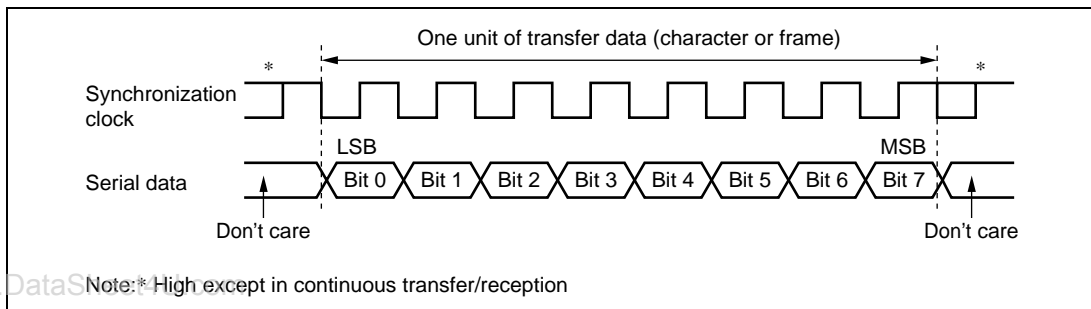 One unit of transfer data (character or frame)
* *
Synchronization
clock
LSB MSB
Serial data Bit 0 Bit 1 Bit 2 Bit 3 Bit 4 Bit 5 Bit 6 Bit 7
Don't care Don't care
Note:* High except in continuous transfer/reception